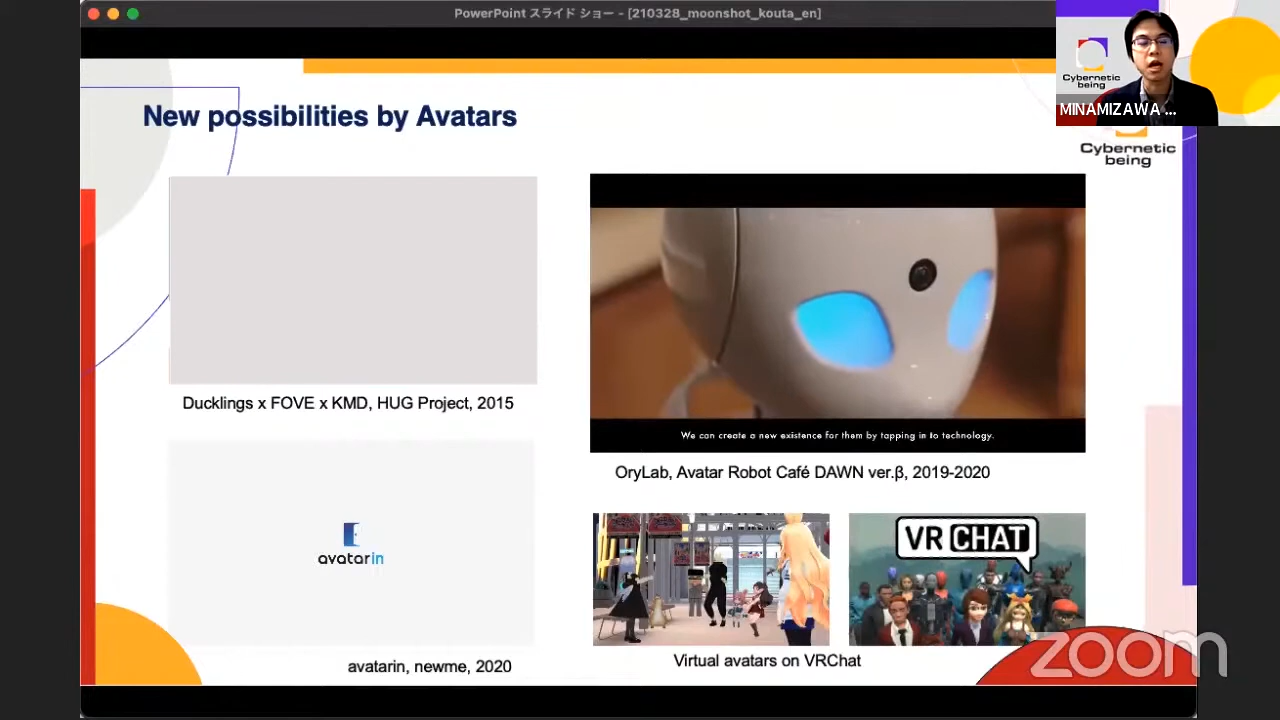 PowerPoint スライド ショー - [210328_moonshot_kouta_en]
Cybernetic
being
MINAMIZAWA ...
New possibilities by Avatars
Cybernetic
being
Ducklings x FOVE x KMD, HUG Project, 2015
We can create a new existence for them by tapping in to technology.
OryLab, Avatar Robot Café DAWN ver.β, 2019-2020
avatarin
avatarin, newme, 2020
VR CHAT
Virtual avatars on VRChat
zoom